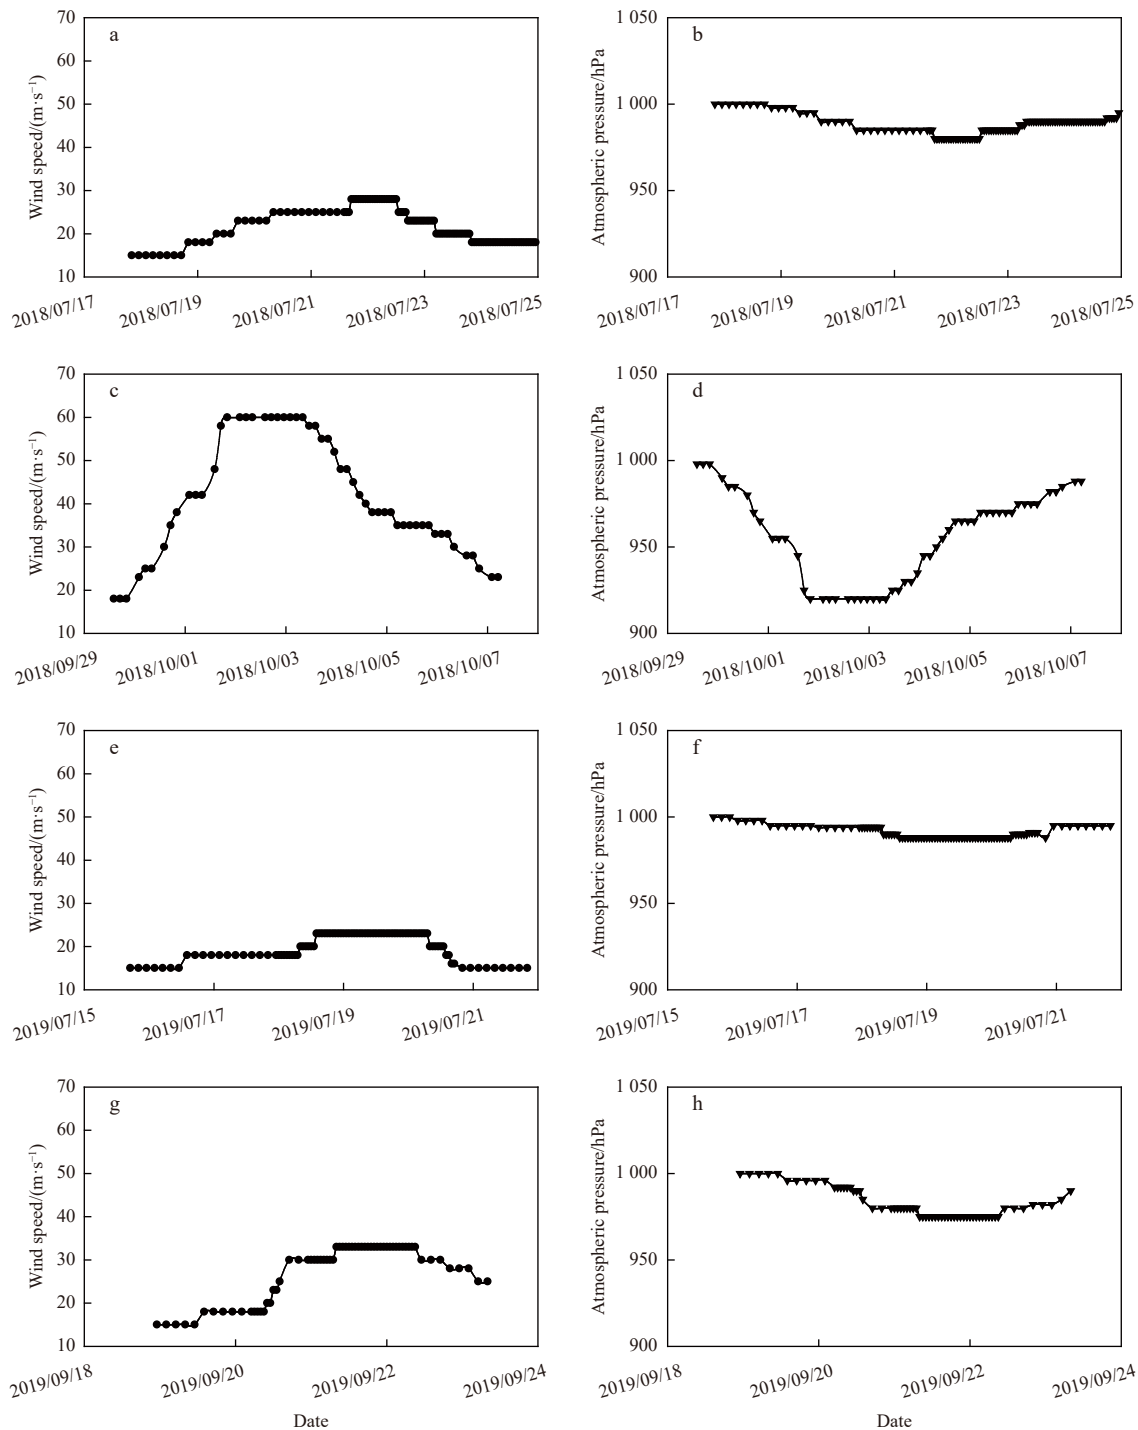 a
70
60
50
40
30
20
10
Wind speed/(m·s⁻¹)
2018/07/17 2018/07/19 2018/07/21 2018/07/23 2018/07/25
b
1 050
1 000
950
900
Atmospheric pressure/hPa
2018/07/17 2018/07/19 2018/07/21 2018/07/23 2018/07/25
c
70
60
50
40
30
20
10
Wind speed/(m·s⁻¹)
2018/09/29 2018/10/01 2018/10/03 2018/10/05 2018/10/07
d
1 050
1 000
950
900
Atmospheric pressure/hPa
2018/09/29 2018/10/01 2018/10/03 2018/10/05 2018/10/07
e
70
60
50
40
30
20
10
Wind speed/(m·s⁻¹)
2019/07/15 2019/07/17 2019/07/19 2019/07/21
f
1 050
1 000
950
900
Atmospheric pressure/hPa
2019/07/15 2019/07/17 2019/07/19 2019/07/21
g
70
60
50
40
30
20
10
Wind speed/(m·s⁻¹)
2019/09/18 2019/09/20 2019/09/22 2019/09/24
Date
h
1 050
1 000
950
900
Atmospheric pressure/hPa
2019/09/18 2019/09/20 2019/09/22 2019/09/24
Date